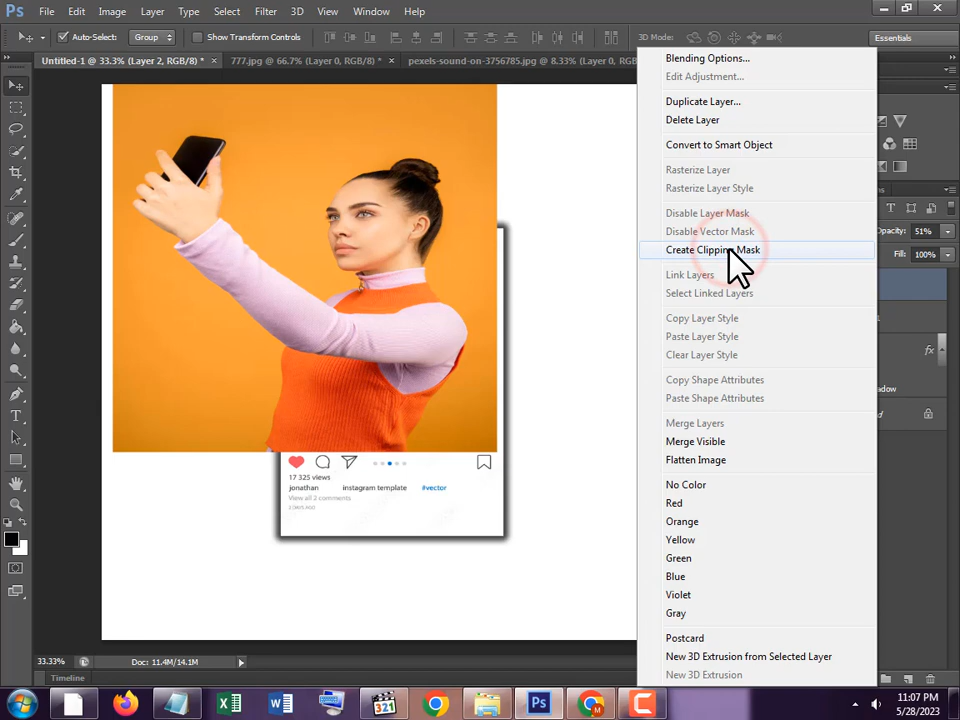 Ps File Edit Image Layer Type Select Filter 3D View Window Help
Auto-Select: Group Show Transform Controls 3D Mode: Essentials
Untitled-1 @ 33.3% (Layer 2, RGB/8) * × 777.jpg @ 66.7% (Layer 0, RGB/8) * × pexels-sound-on-3756785.jpg @ 8.33% (Layer 0, RGB
Blending Options...
Edit Adjustment...
Duplicate Layer...
Delete Layer
Convert to Smart Object
Rasterize Layer
Rasterize Layer Style
Disable Layer Mask
Disable Vector Mask
Create Clipping Mask
Link Layers
Select Linked Layers
Copy Layer Style
Paste Layer Style
Clear Layer Style
Copy Shape Attributes
Paste Shape Attributes
Merge Layers
Merge Visible
Flatten Image
No Color
Red
Orange
Yellow
Green
Blue
Violet
Gray
Postcard
New 3D Extrusion from Selected Layer
New 3D Extrusion
Opacity: 51%
Fill: 100%
fx
17 325 views
jonathan instagram template #vector
View all 2 comments
33.33% Doc: 11.4M/14.1M
Timeline
321
Ps
11:07 PM
5/28/2023